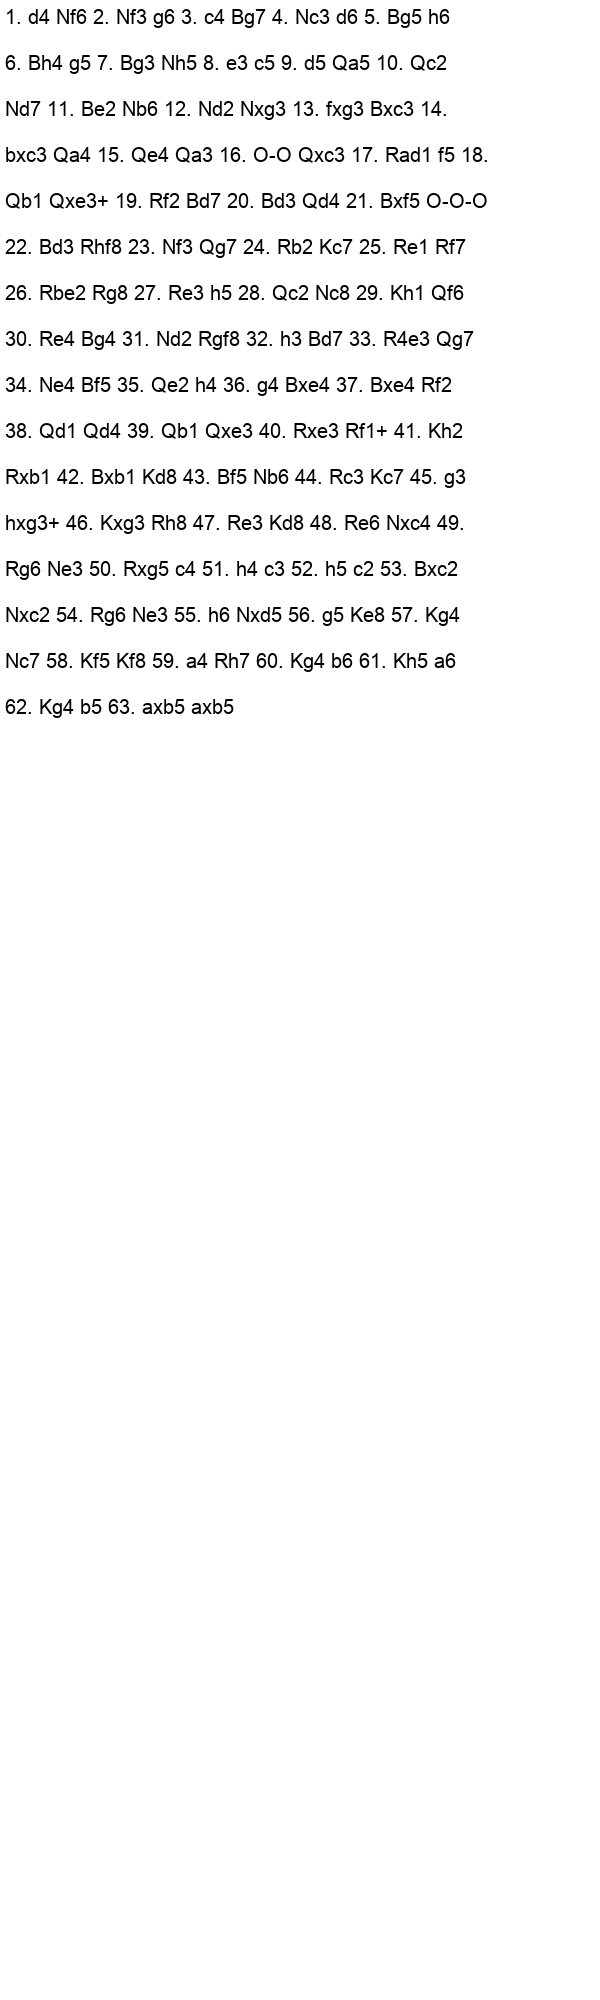 1. d4 Nf6 2. Nf3 g6 3. c4 Bg7 4. Nc3 d6 5. Bg5 h6
6. Bh4 g5 7. Bg3 Nh5 8. e3 c5 9. d5 Qa5 10. Qc2
Nd7 11. Be2 Nb6 12. Nd2 Nxg3 13. fxg3 Bxc3 14.
bxc3 Qa4 15. Qe4 Qa3 16. O-O Qxc3 17. Rad1 f5 18.
Qb1 Qxe3+ 19. Rf2 Bd7 20. Bd3 Qd4 21. Bxf5 O-O-O
22. Bd3 Rhf8 23. Nf3 Qg7 24. Rb2 Kc7 25. Re1 Rf7
26. Rbe2 Rg8 27. Re3 h5 28. Qc2 Nc8 29. Kh1 Qf6
30. Re4 Bg4 31. Nd2 Rgf8 32. h3 Bd7 33. R4e3 Qg7
34. Ne4 Bf5 35. Qe2 h4 36. g4 Bxe4 37. Bxe4 Rf2
38. Qd1 Qd4 39. Qb1 Qxe3 40. Rxe3 Rf1+ 41. Kh2
Rxb1 42. Bxb1 Kd8 43. Bf5 Nb6 44. Rc3 Kc7 45. g3
hxg3+ 46. Kxg3 Rh8 47. Re3 Kd8 48. Re6 Nxc4 49.
Rg6 Ne3 50. Rxg5 c4 51. h4 c3 52. h5 c2 53. Bxc2
Nxc2 54. Rg6 Ne3 55. h6 Nxd5 56. g5 Ke8 57. Kg4
Nc7 58. Kf5 Kf8 59. a4 Rh7 60. Kg4 b6 61. Kh5 a6
62. Kg4 b5 63. axb5 axb5